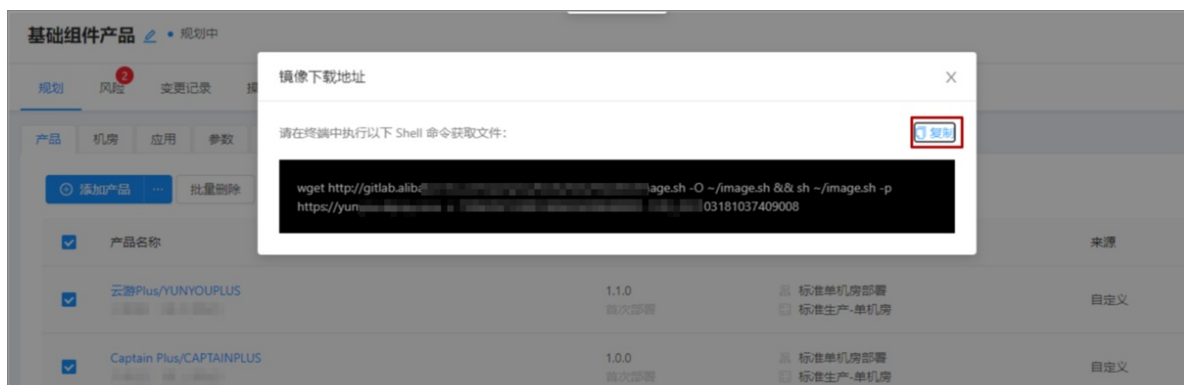 基础组件产品 规划中
镜像下载地址
规划 风险 2 变更记录
请在终端中执行以下 Shell 命令获取文件：
复制
产品 机房 应用 参数
添加产品 ... 批量删除
wget http://gitlab.aliba age.sh -O ~/image.sh && sh ~/image.sh -p
https://yun 03181037409008
产品名称 来源
云游Plus/YUNYOUPLUS 1.1.0 标准单机房部署 自定义
首次部署 标准生产-单机房
Captain Plus/CAPTAINPLUS 1.0.0 标准单机房部署 自定义
首次部署 标准生产-单机房